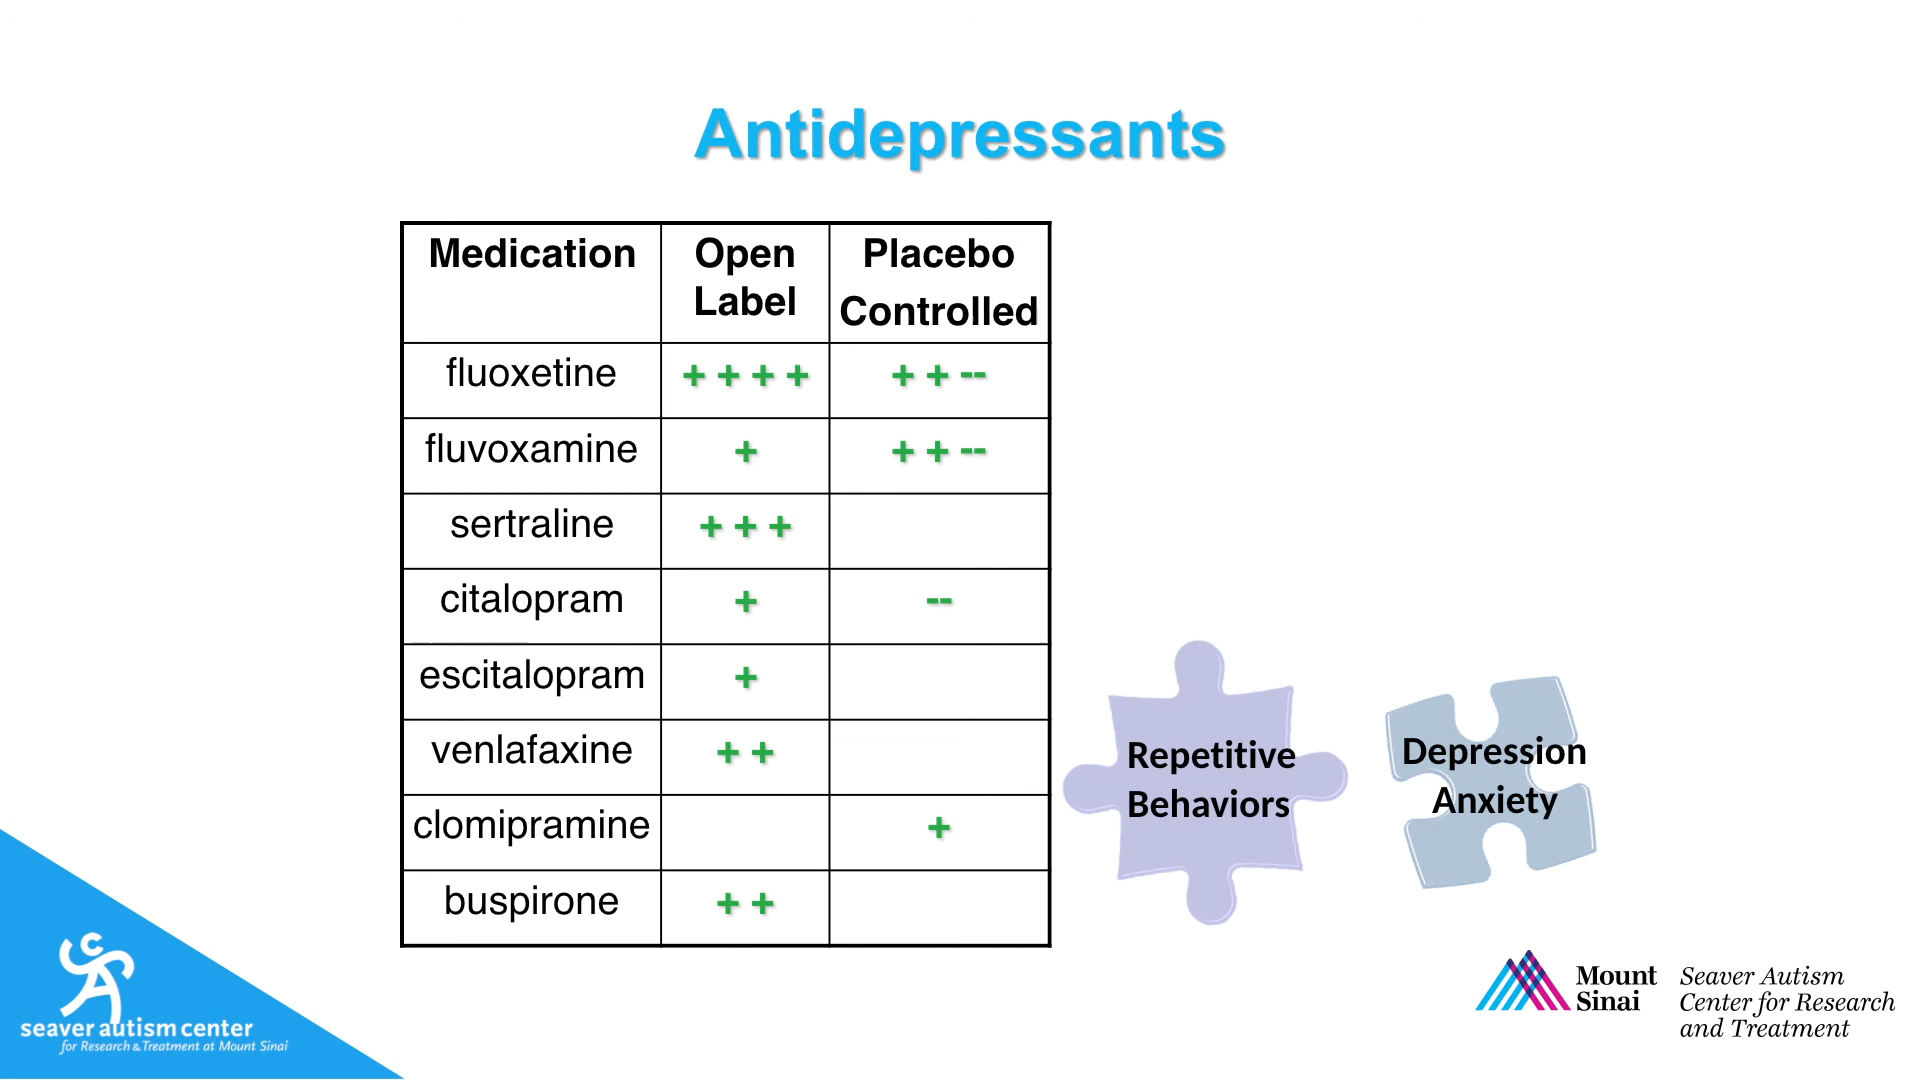 Antidepressants
Medication
Open
Label
Placebo
Controlled
fluoxetine + + + + + + --
fluvoxamine + + + --
sertraline + + +
citalopram + --
escitalopram +
venlafaxine + +
clomipramine +
buspirone + +
Repetitive
Behaviors
Depression
Anxiety
seaver autism center
for Research & Treatment at Mount Sinai
Mount
Sinai
Seaver Autism
Center for Research
and Treatment